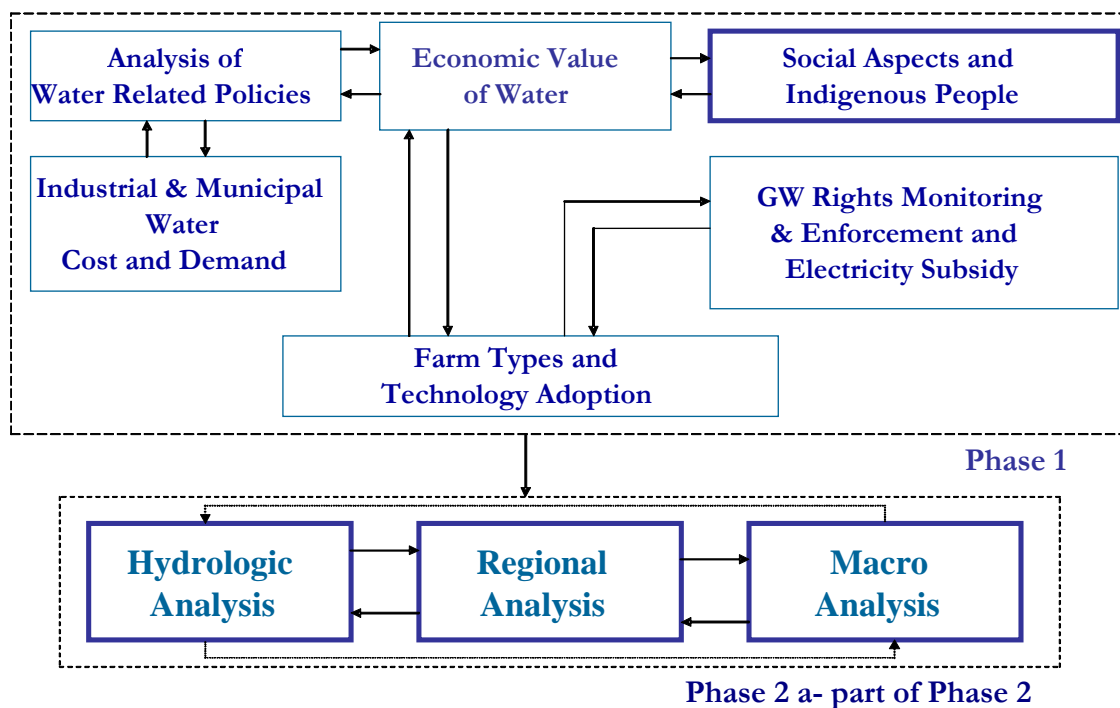 Analysis of
Water Related Policies
Economic Value
of Water
Social Aspects and
Indigenous People
Industrial & Municipal
Water
Cost and Demand
GW Rights Monitoring
& Enforcement and
Electricity Subsidy
Farm Types and
Technology Adoption
Phase 1
Hydrologic
Analysis
Regional
Analysis
Macro
Analysis
Phase 2 a- part of Phase 2